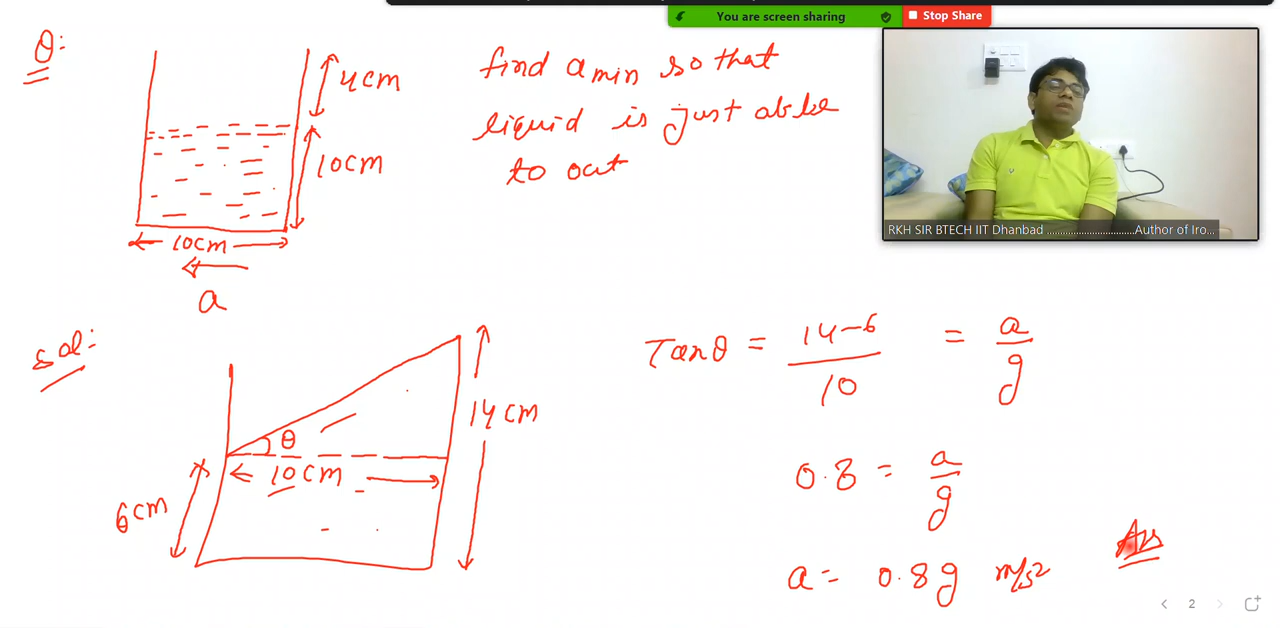 You are screen sharing
Stop Share
Q:
4cm
10cm
10cm
a
find amin so that
liquid is just able
to out
RKH SIR BTECH IIT Dhanbad ................................Author of Iro...
Sol:
θ
10cm
6cm
14cm
Tanθ = 14-6/10 = a/g
0.8 = a/g
a = 0.8g m/s2
Ans
2